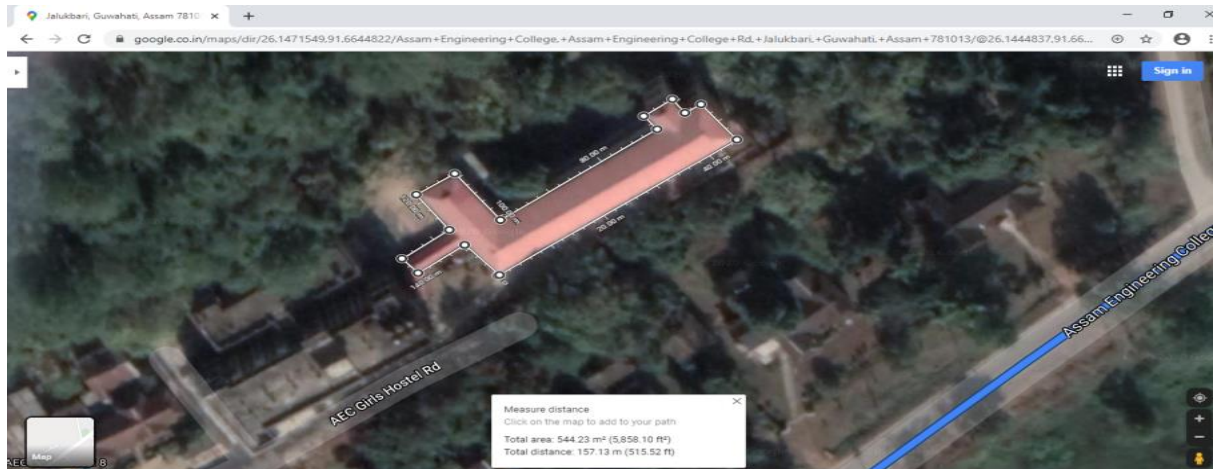 Jalukbari, Guwahati, Assam 7810
google.co.in/maps/dir/26.1471549,91.6644822/Assam+Engineering+College,+Assam+Engineering+College+Rd,+Jalukbari,+Guwahati,+Assam+781013/@26.1444837,91.66...
Sign in
80.00 m
40.00 m
100.00 m
20.00 m
Assam Engineering College
AEC Girls Hostel Rd
Measure distance
Click on the map to add to your path
Total area: 544.23 m² (5,858.10 ft²)
Total distance: 157.13 m (515.52 ft)
Map